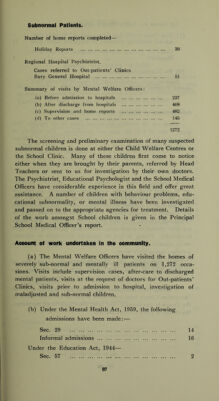 Subnormal Patients.
Number of home reports completed—
Holiday Reports ... ... ... ... ... ... ... 30
Regional Hospital Psychiatrist,
Cases referred to Out-patients' Clinics
Bury General Hospital ... ... ... ... ... 11
Summary of visits by Mental Welfare Officers:
(a) Before admission to hospitals ... ... ... ... 237
(b) After discharge from hospitals ... ... ... ... 408
(c) Supervision and home reports ... ... ... ... 482
(d) To other cases ... ... ... ... ... 145
1272
The screening and preliminary examination of many suspected
subnormal children is done at either the Child Welfare Centres or
the School Clinic. Many of these children first come to notice
either when they are brought by their parents, referred by Head
Teachers or sent to us for investigation by their own doctors.
The Psychiatrist, Educational Psychologist and the School Medical
Officers have considerable experience in this field and offer great
assistance. A number of children with behaviour problems, edu-
cational subnormality, or mental illness have been investigated
and passed on to the appropriate agencies for treatment. Details
of the work amongst School children is given in the Principal
School Medical Officer's report.
Account of work undertaken in the community.
(a) The Mental Welfare Officers have visited the homes of
severely sub-normal and mentally ill patients on 1,272 occa-
sions. Visits include supervision cases, after-care to discharged
mental patients, visits at the request of doctors for Out-patients'
Clinics, visits prior to admission to hospital, investigation of
maladjusted and sub-normal children.
(b) Under the Mental Health Act, 1959, the following
admissions have been made:—
Sec. 29 ... ... ... ... ... ... ... 14
Informal admissions ... ... ... ... ... 16
Under the Education Act, 1944—
Sec. 57 ... ... ... ... ... ... ... 2